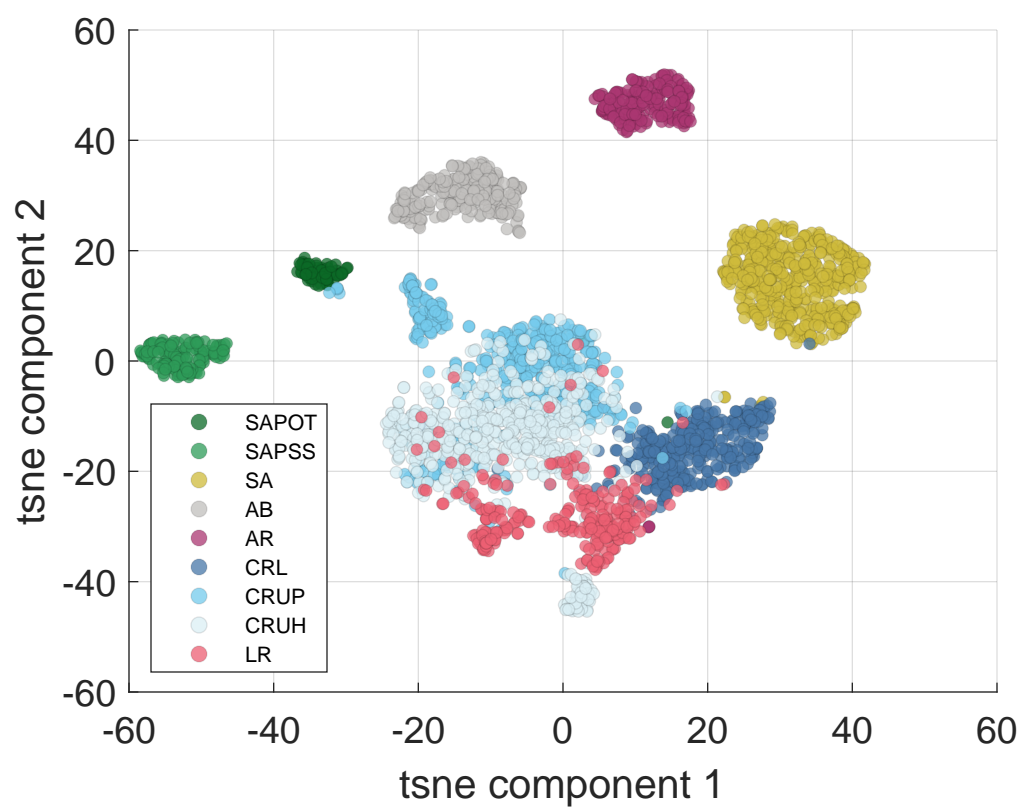 60
40
20
0
-20
-40
-60
tsne component 2
SAPOT
SAPSS
SA
AB
AR
CRL
CRUP
CRUH
LR
-60
-40
-20
0
20
40
60
tsne component 1